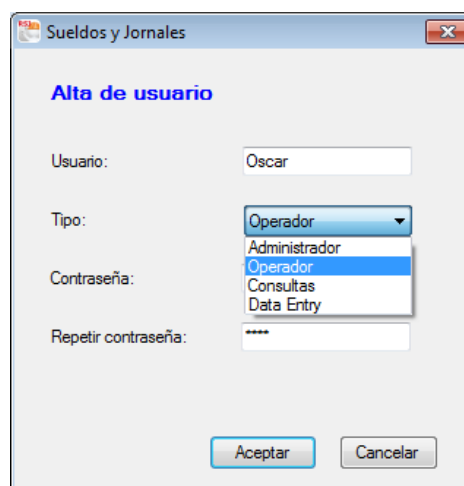 Sueldos y Jornales
Alta de usuario
Usuario: Oscar
Tipo: Operador
Administrador
Operador
Contraseña:
Consultas
Data Entry
Repetir contraseña: ****
Aceptar Cancelar